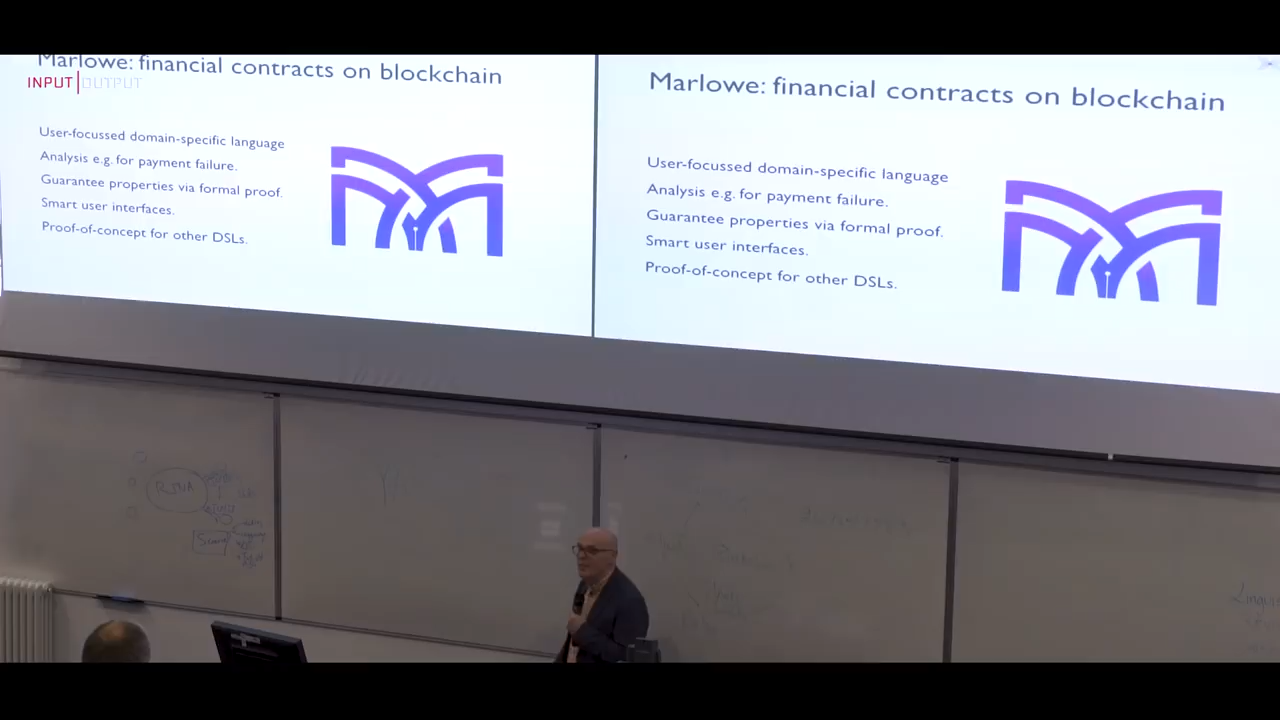 Marlowe: financial contracts on blockchain
INPUT|OUTPUT
User-focussed domain-specific language
Analysis e.g. for payment failure.
Guarantee properties via formal proof.
Smart user interfaces.
Proof-of-concept for other DSLs.
Marlowe: financial contracts on blockchain
User-focussed domain-specific language
Analysis e.g. for payment failure.
Guarantee properties via formal proof.
Smart user interfaces.
Proof-of-concept for other DSLs.